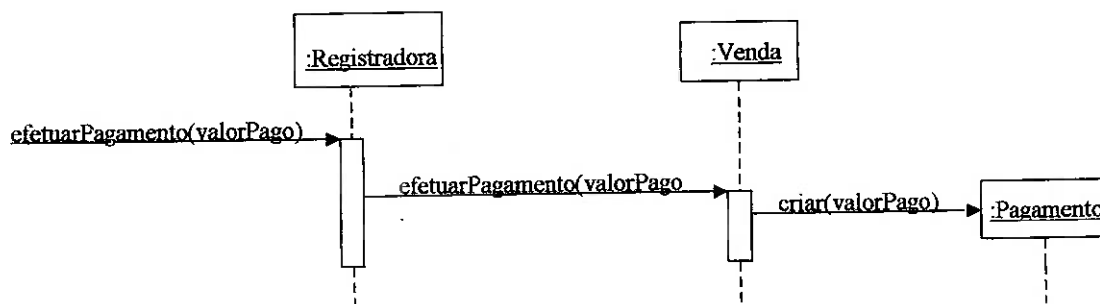 :Registradora
:Venda
efetuarPagamento(valorPago)
efetuarPagamento(valorPago
criar(valorPago)
:Pagamento